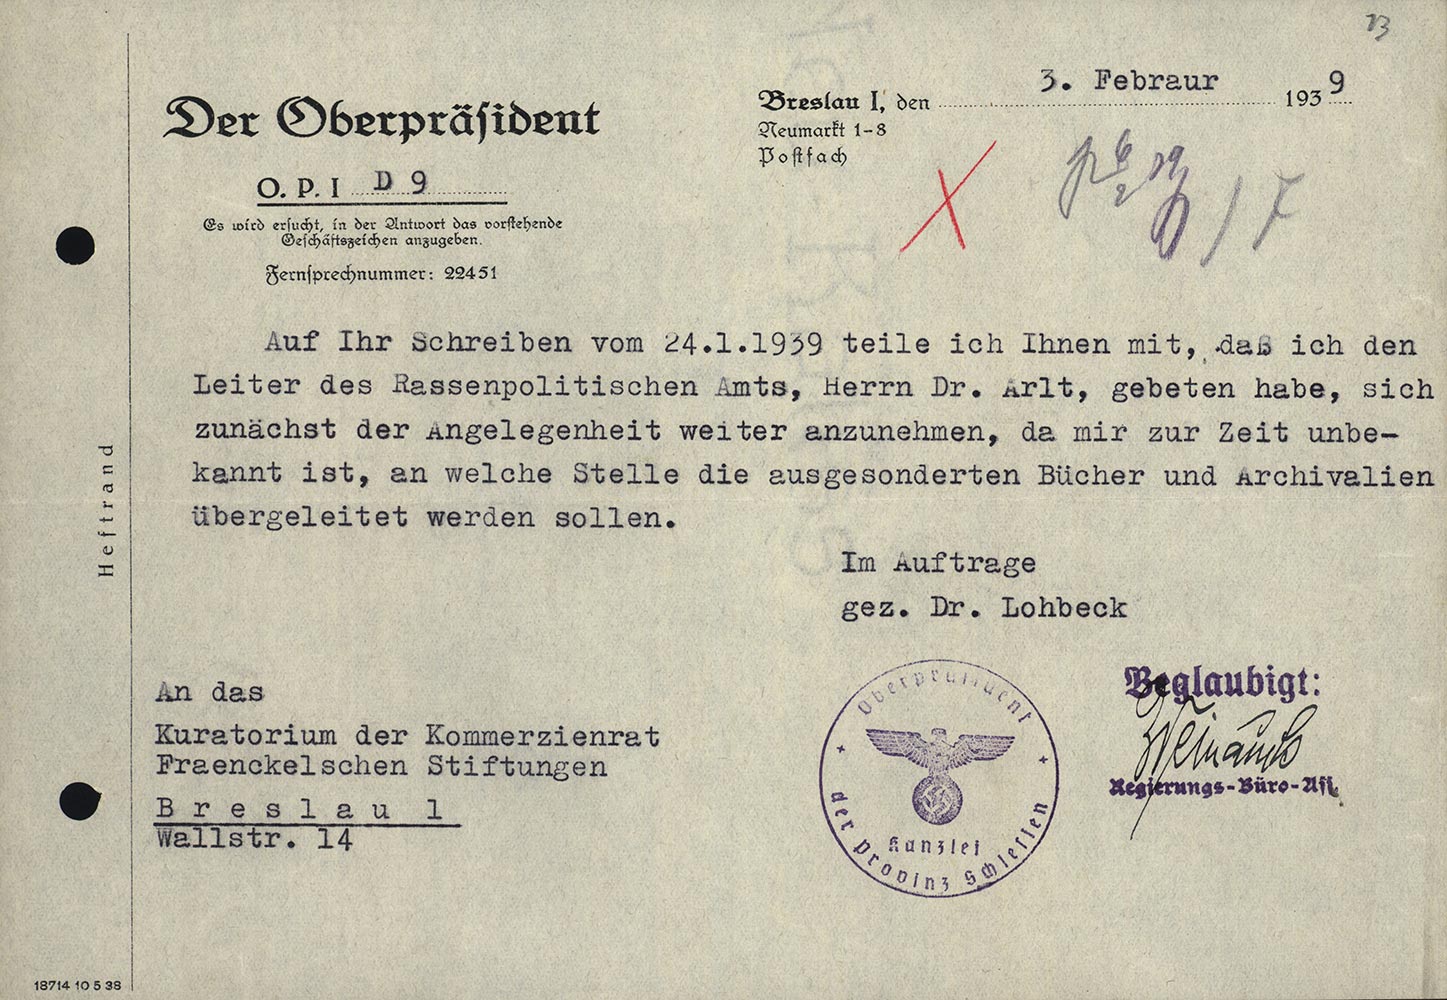 13
Der Oberpräsident
O. P. I D 9
Es wird ersucht, in der Antwort das vorstehende
Geschäftszeichen anzugeben.
Fernsprechnummer: 22451
Breslau I, den 3. Febraur 1939
Neumarkt 1-8
Postfach
Auf Ihr Schreiben vom 24.1.1939 teile ich Ihnen mit, daß ich den
Leiter des Rassenpolitischen Amts, Herrn Dr. Arlt, gebeten habe, sich
zunächst der Angelegenheit weiter anzunehmen, da mir zur Zeit unbe-
kannt ist, an welche Stelle die ausgesonderten Bücher und Archivalien
übergeleitet werden sollen.
Im Auftrage
gez. Dr. Lohbeck
An das
Kuratorium der Kommerzienrat
Fraenckelschen Stiftungen
Breslau 1
Wallstr. 14
Oberpräsident
der Provinz Schlesien
Kanzlei
Beglaubigt:
Regierungs-Büro-Ass.
Heftrand
18714 10 5 38